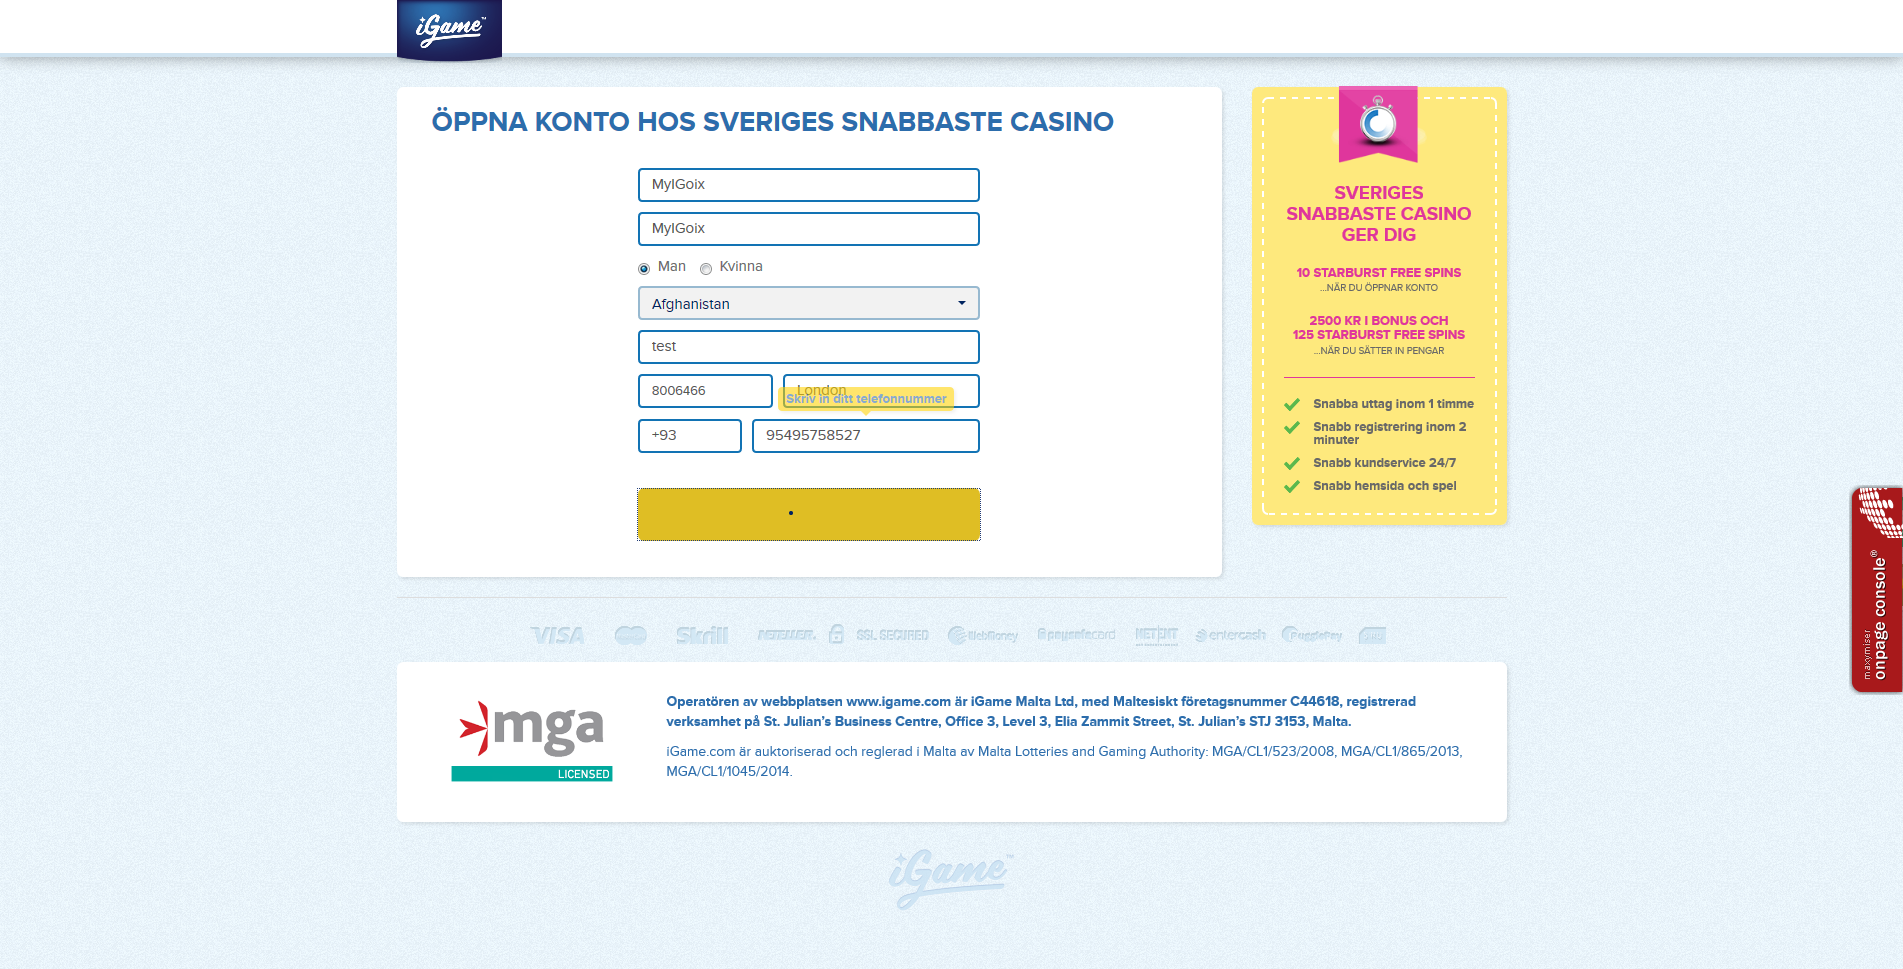 iGame™
ÖPPNA KONTO HOS SVERIGES SNABBASTE CASINO
MyIGoix
MyIGoix
Man Kvinna
Afghanistan
test
8006466 London
Skriv in ditt telefonnummer
+93 95495758527
SVERIGES
SNABBASTE CASINO
GER DIG
10 STARBURST FREE SPINS
...NÄR DU ÖPPNAR KONTO
2500 KR I BONUS OCH
125 STARBURST FREE SPINS
...NÄR DU SÄTTER IN PENGAR
Snabba uttag inom 1 timme
Snabb registrering inom 2
minuter
Snabb kundservice 24/7
Snabb hemsida och spel
maxymiser
onpage console®
VISA Skrill NETELLER. SSL SECURED WebMoney paysafecard NETENT entercash PugglePay
mga
LICENSED
Operatören av webbplatsen www.igame.com är iGame Malta Ltd, med Maltesiskt företagsnummer C44618, registrerad
verksamhet på St. Julian's Business Centre, Office 3, Level 3, Elia Zammit Street, St. Julian's STJ 3153, Malta.
iGame.com är auktoriserad och reglerad i Malta av Malta Lotteries and Gaming Authority: MGA/CL1/523/2008, MGA/CL1/865/2013,
MGA/CL1/1045/2014.
iGame™